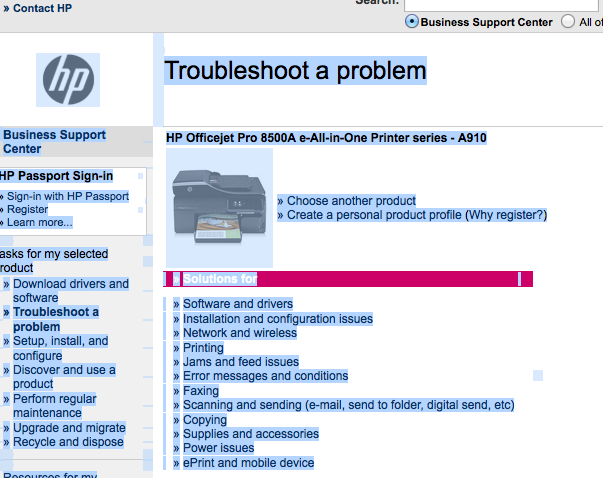 » Contact HP
Search:
Business Support Center
All of
hp
Troubleshoot a problem
Business Support
Center
HP Passport Sign-in
» Sign-in with HP Passport
» Register
» Learn more...
asks for my selected
roduct
» Download drivers and
software
» Troubleshoot a
problem
» Setup, install, and
configure
» Discover and use a
product
» Perform regular
maintenance
» Upgrade and migrate
» Recycle and dispose
Resources for my
HP Officejet Pro 8500A e-All-in-One Printer series - A910
» Choose another product
» Create a personal product profile (Why register?)
» Solutions for
» Software and drivers
» Installation and configuration issues
» Network and wireless
» Printing
» Jams and feed issues
» Error messages and conditions
» Faxing
» Scanning and sending (e-mail, send to folder, digital send, etc)
» Copying
» Supplies and accessories
» Power issues
» ePrint and mobile device